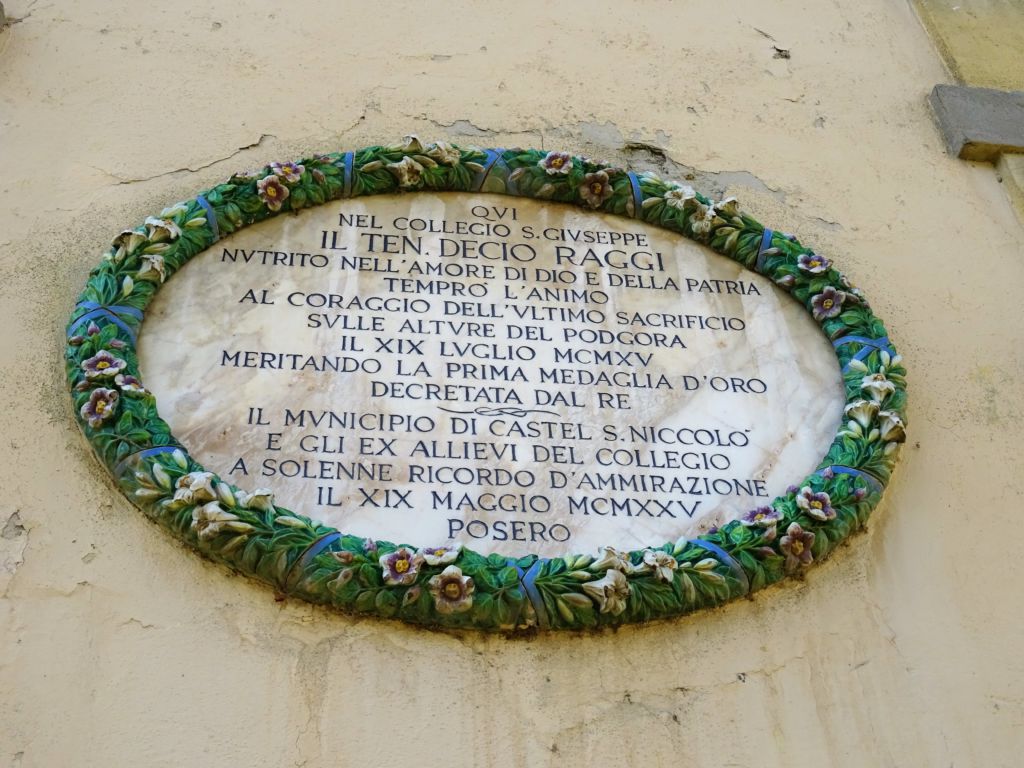 QVI
NEL COLLEGIO S. GIVSEPPE
IL TEN. DECIO RAGGI
NVTRITO NELL'AMORE DI DIO E DELLA PATRIA
TEMPRO' L'ANIMO
AL CORAGGIO DELL'VLTIMO SACRIFICIO
SVLLE ALTVRE DEL PODGORA
IL XIX LVGLIO MCMXV
MERITANDO LA PRIMA MEDAGLIA D'ORO
DECRETATA DAL RE
IL MVNICIPIO DI CASTEL S. NICCOLO'
E GLI EX ALLIEVI DEL COLLEGIO
A SOLENNE RICORDO D'AMMIRAZIONE
IL XIX MAGGIO MCMXXV
POSERO